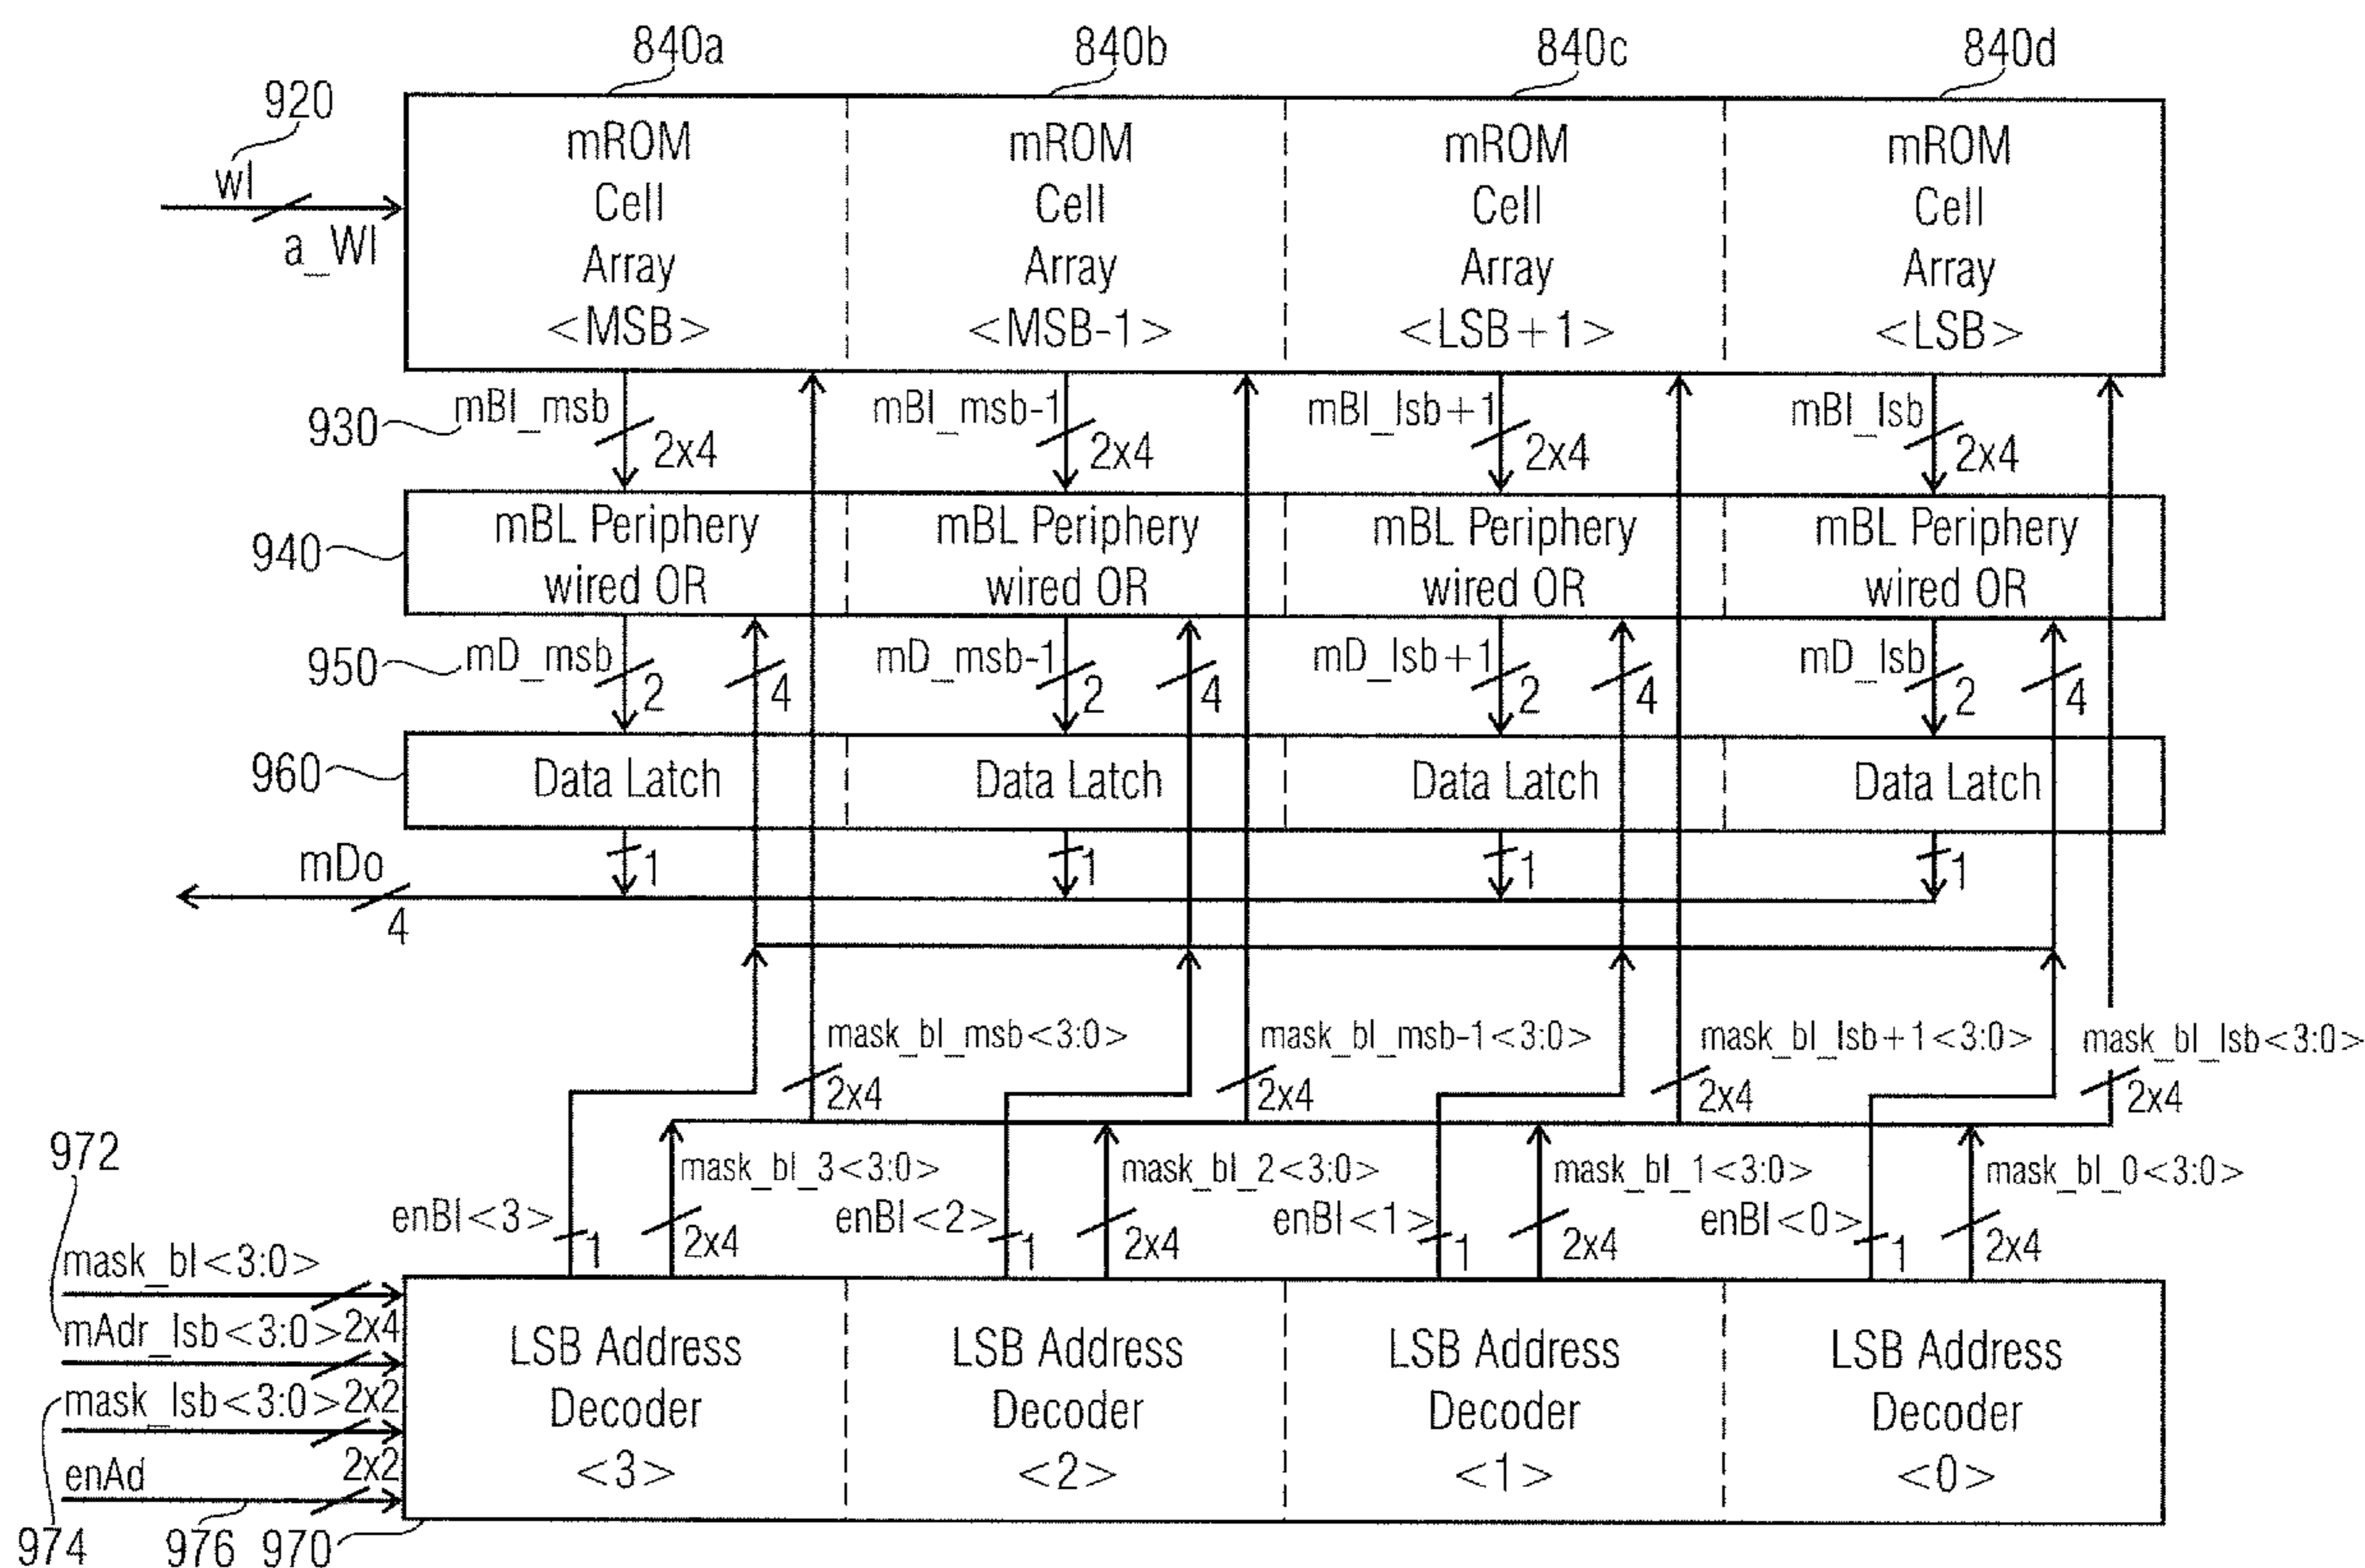 840a 840b 840c 840d
920
wl
a_Wl
mROM Cell Array <MSB>
mROM Cell Array <MSB-1>
mROM Cell Array <LSB+1>
mROM Cell Array <LSB>
930 mBl_msb 2x4 mBl_msb-1 2x4 mBl_lsb+1 2x4 mBl_lsb 2x4
940
mBL Periphery wired OR
mBL Periphery wired OR
mBL Periphery wired OR
mBL Periphery wired OR
950 mD_msb 2 4 mD_msb-1 2 4 mD_lsb+1 2 4 mD_lsb 2 4
960 Data Latch Data Latch Data Latch Data Latch
mDo 1 1 1 1
4
mask_bl_msb<3:0> mask_bl_msb-1<3:0> mask_bl_lsb+1<3:0> mask_bl_lsb<3:0>
2x4 2x4 2x4 2x4
972
mask_bl_3<3:0> mask_bl_2<3:0> mask_bl_1<3:0> mask_bl_0<3:0>
enBl<3> 1 2x4 enBl<2> 1 2x4 enBl<1> 1 2x4 enBl<0> 1 2x4
mask_bl<3:0>
mAdr_lsb<3:0> 2x4
mask_lsb<3:0> 2x2
enAd 2x2
LSB Address Decoder <3>
LSB Address Decoder <2>
LSB Address Decoder <1>
LSB Address Decoder <0>
974 976 970